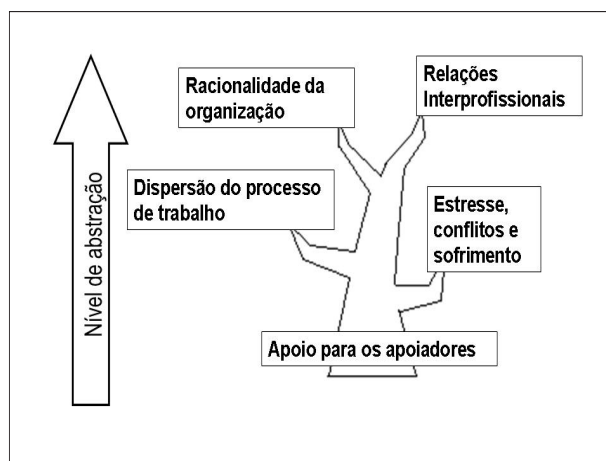 Racionalidade da
organização
Relações
Interprofissionais
Dispersão do processo
de trabalho
Estresse,
conflitos e
sofrimento
Apoio para os apoiadores
Nível de abstração